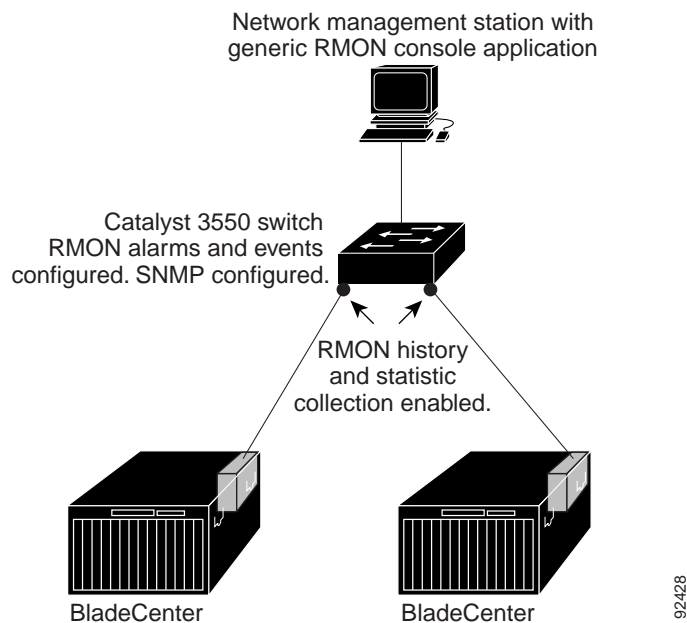 Network management station with
generic RMON console application
Catalyst 3550 switch
RMON alarms and events
configured. SNMP configured.
RMON history
and statistic
collection enabled.
BladeCenter
BladeCenter
92428